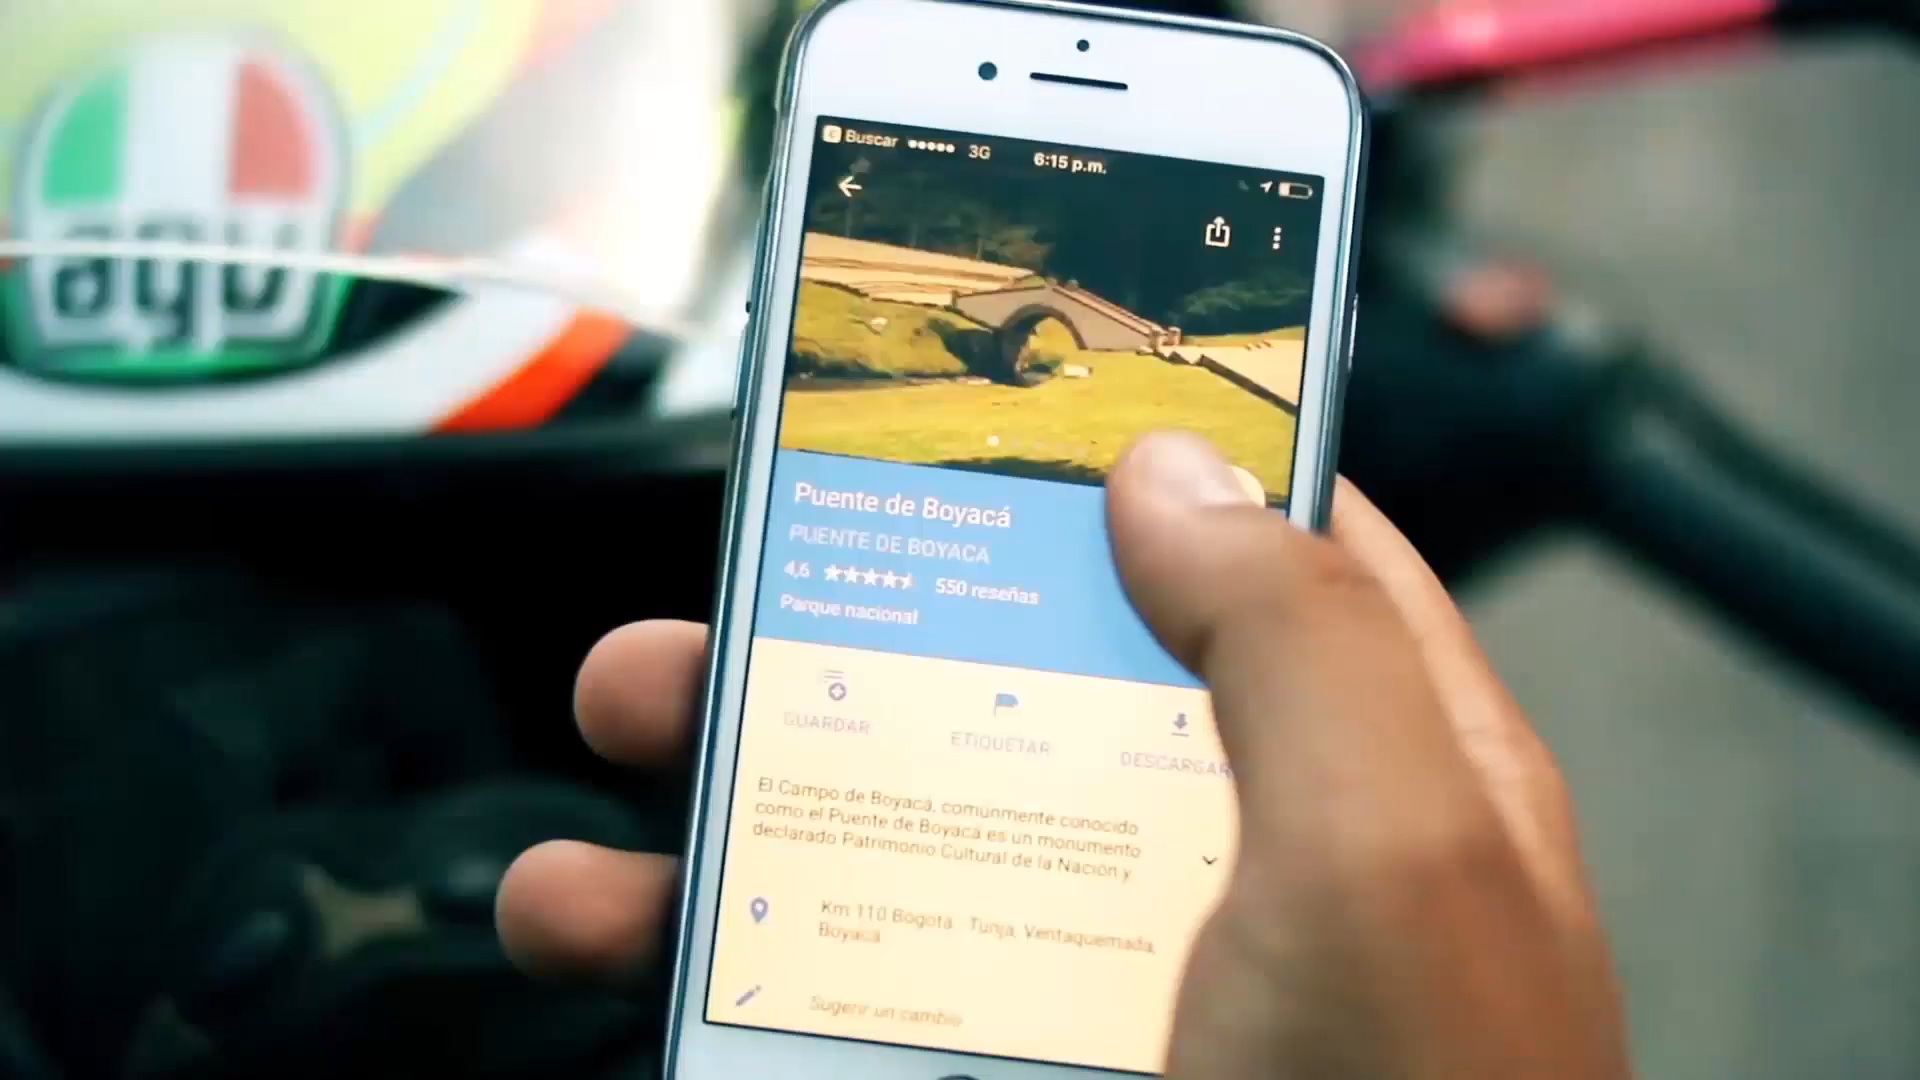 agv
Buscar 3G 6:15 p.m.
Puente de Boyacá
PUENTE DE BOYACA
4,6 550 reseñas
Parque nacional
GUARDAR ETIQUETAR DESCARGAR
El Campo de Boyacá, comúnmente conocido
como el Puente de Boyacá es un monumento
declarado Patrimonio Cultural de la Nación y
Km 110 Bogotá - Tunja, Ventaquemada,
Boyacá
Sugerir un cambio